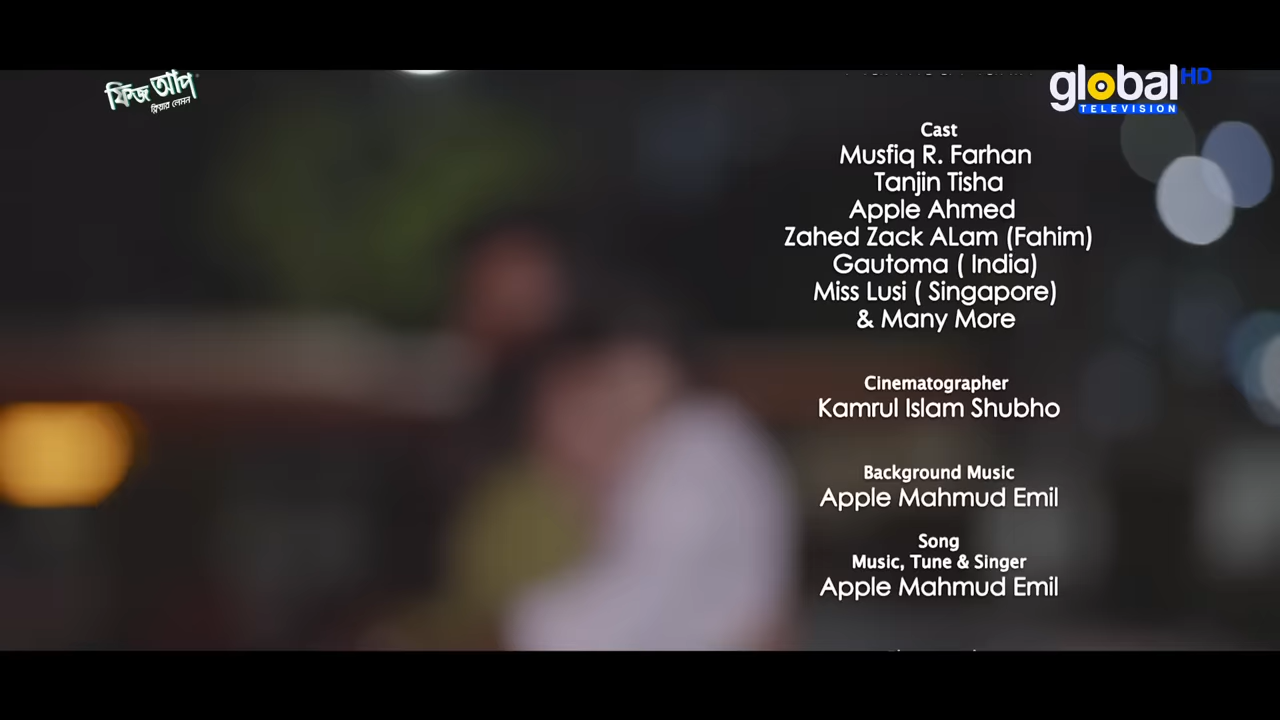 ফিজ আপ
ক্লিয়ার লেমন
global HD
TELEVISION
Cast
Musfiq R. Farhan
Tanjin Tisha
Apple Ahmed
Zahed Zack ALam (Fahim)
Gautoma ( India)
Miss Lusi ( Singapore)
& Many More
Cinematographer
Kamrul Islam Shubho
Background Music
Apple Mahmud Emil
Song
Music, Tune & Singer
Apple Mahmud Emil